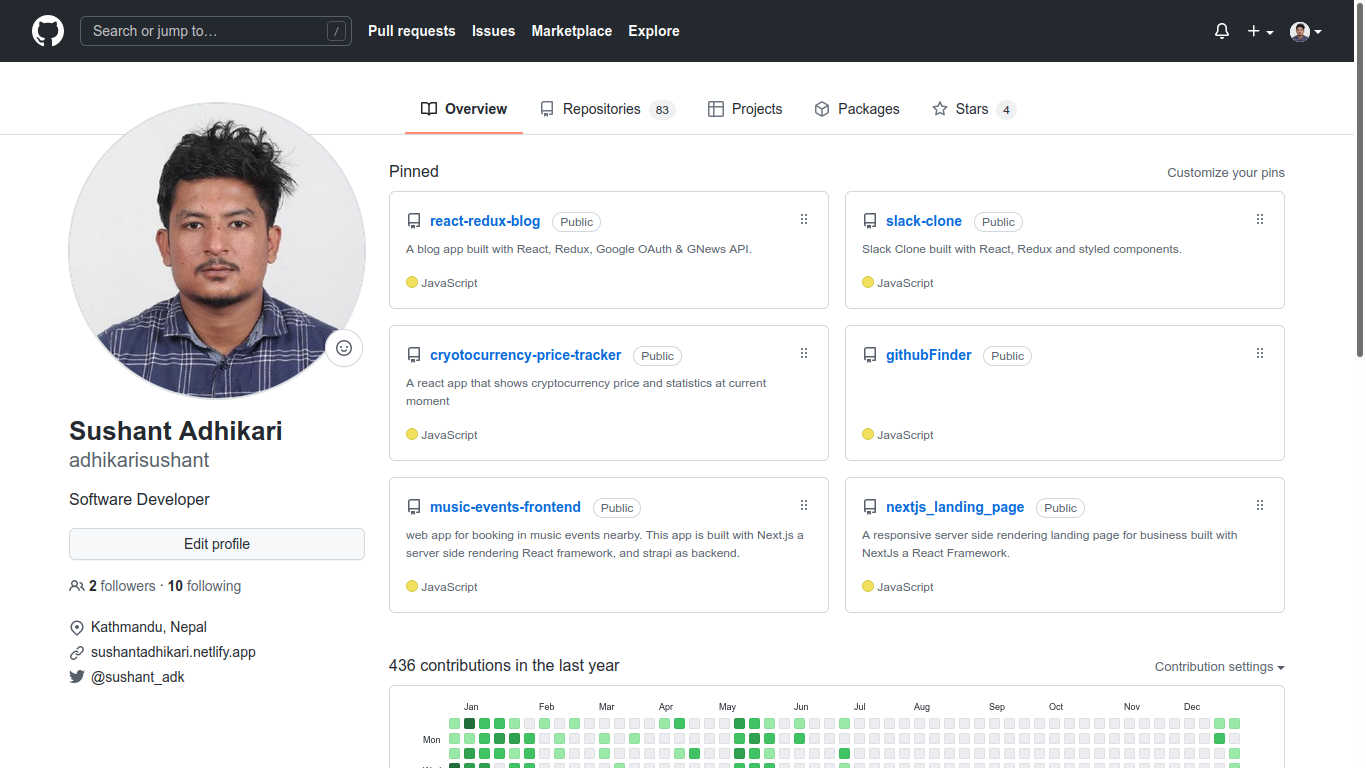 Search or jump to…
/
Pull requests
Issues
Marketplace
Explore
Overview
Repositories 83
Projects
Packages
Stars 4
Sushant Adhikari
adhikarisushant
Software Developer
Edit profile
2 followers · 10 following
Kathmandu, Nepal
sushantadhikari.netlify.app
@sushant_adk
Pinned
Customize your pins
react-redux-blog Public
A blog app built with React, Redux, Google OAuth & GNews API.
JavaScript
slack-clone Public
Slack Clone built with React, Redux and styled components.
JavaScript
cryotocurrency-price-tracker Public
A react app that shows cryptocurrency price and statistics at current
moment
JavaScript
githubFinder Public
JavaScript
music-events-frontend Public
web app for booking in music events nearby. This app is built with Next.js a
server side rendering React framework, and strapi as backend.
JavaScript
nextjs_landing_page Public
A responsive server side rendering landing page for business built with
NextJs a React Framework.
JavaScript
436 contributions in the last year
Contribution settings
Jan Feb Mar Apr May Jun Jul Aug Sep Oct Nov Dec
Mon